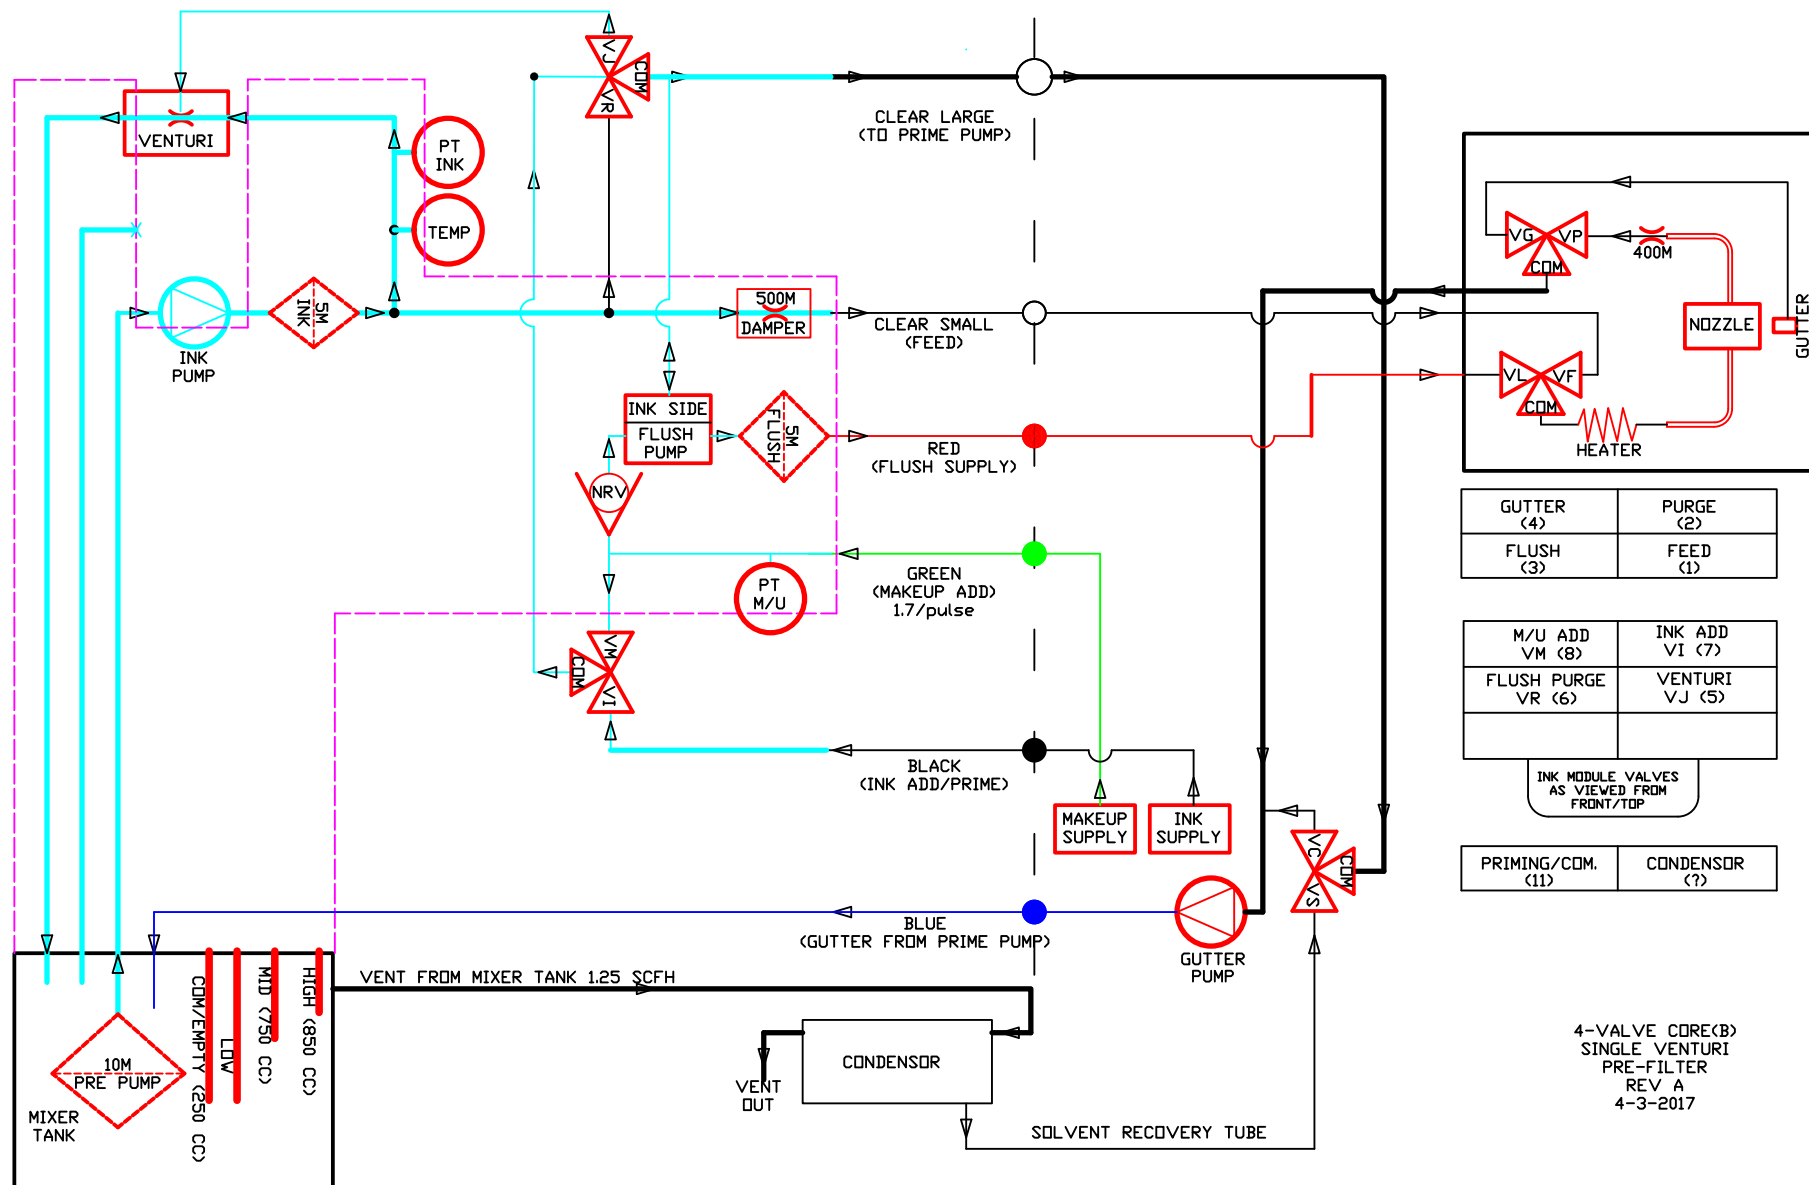 VJ
COM
VR
CLEAR LARGE
(TO PRIME PUMP)
VENTURI
PT
INK
TEMP
VG
VP
COM
400M
GUTTER
NOZZLE
5M
INK
INK
PUMP
500M
DAMPER
CLEAR SMALL
(FEED)
VL
VF
COM
HEATER
INK SIDE
FLUSH
PUMP
5M
FLUSH
RED
(FLUSH SUPPLY)
NRV
GUTTER
(4)
PURGE
(2)
FLUSH
(3)
FEED
(1)
GREEN
(MAKEUP ADD)
1.7/pulse
PT
M/U
VM
COM
VI
M/U ADD
VM (8)
INK ADD
VI (7)
FLUSH PURGE
VR (6)
VENTURI
VJ (5)
INK MODULE VALVES
AS VIEWED FROM
FRONT/TOP
BLACK
(INK ADD/PRIME)
MAKEUP
SUPPLY
INK
SUPPLY
VC
COM
VS
PRIMING/COM.
(11)
CONDENSOR
(?)
BLUE
(GUTTER FROM PRIME PUMP)
GUTTER
PUMP
VENT FROM MIXER TANK 1.25 SCFH
COM/EMPTY (250 CC)
LOW
MID (750 CC)
HIGH (850 CC)
10M
PRE PUMP
MIXER
TANK
CONDENSOR
VENT
OUT
SOLVENT RECOVERY TUBE
4-VALVE CORE(B)
SINGLE VENTURI
PRE-FILTER
REV A
4-3-2017